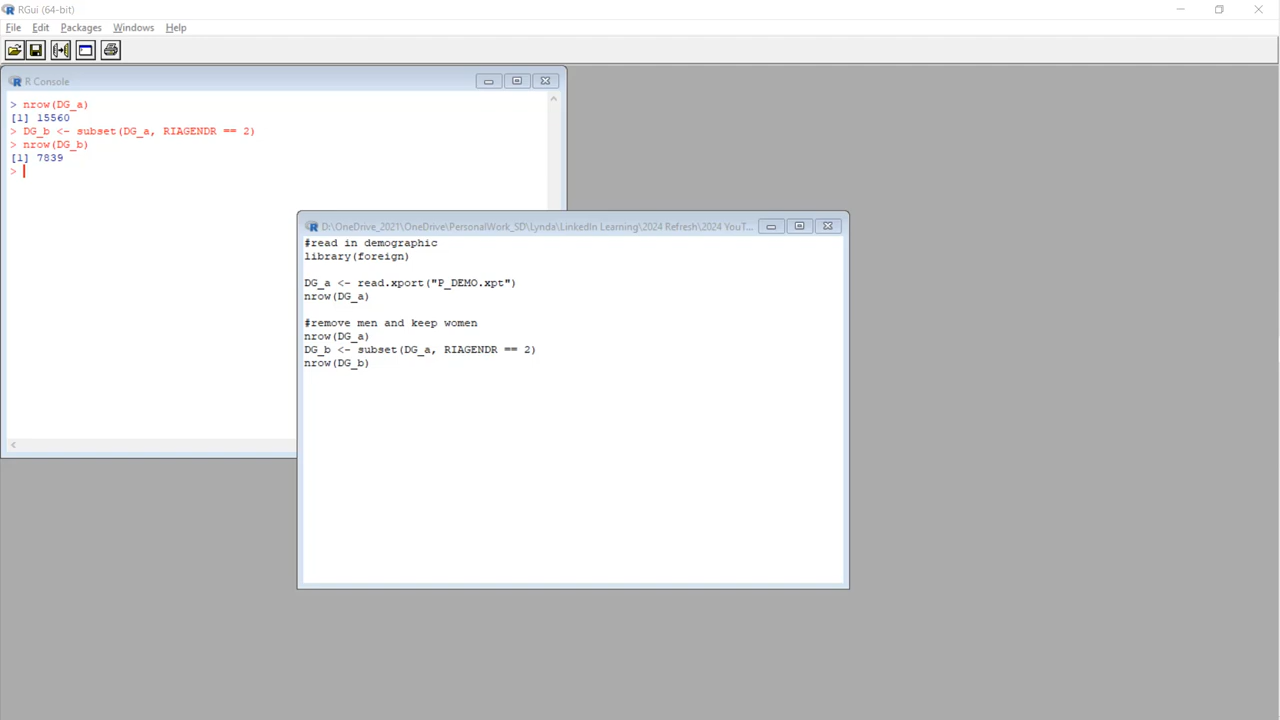 RGui (64-bit)
File Edit Packages Windows Help
R Console
> nrow(DG_a)
[1] 15560
> DG_b <- subset(DG_a, RIAGENDR == 2)
> nrow(DG_b)
[1] 7839
>
D:\OneDrive_2021\OneDrive\PersonalWork_SD\Lynda\LinkedIn Learning\2024 Refresh\2024 YouT...
#read in demographic
library(foreign)
DG_a <- read.xport("P_DEMO.xpt")
nrow(DG_a)
#remove men and keep women
nrow(DG_a)
DG_b <- subset(DG_a, RIAGENDR == 2)
nrow(DG_b)